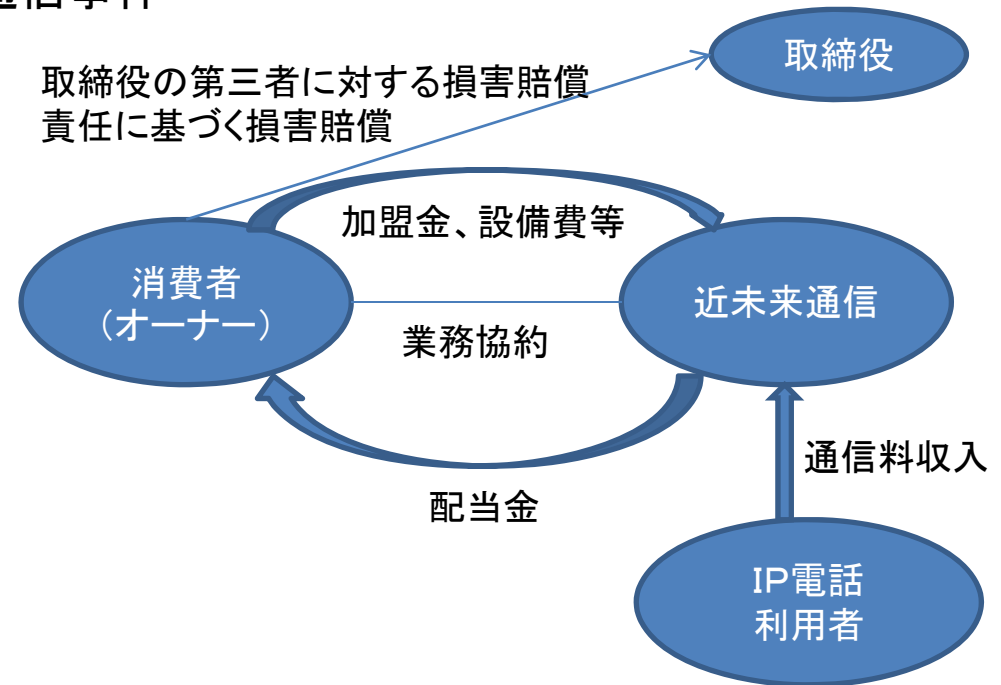 取締役
取締役の第三者に対する損害賠償
責任に基づく損害賠償
加盟金、設備費等
消費者
（オーナー）
近未来通信
業務協約
通信料収入
配当金
IP電話
利用者